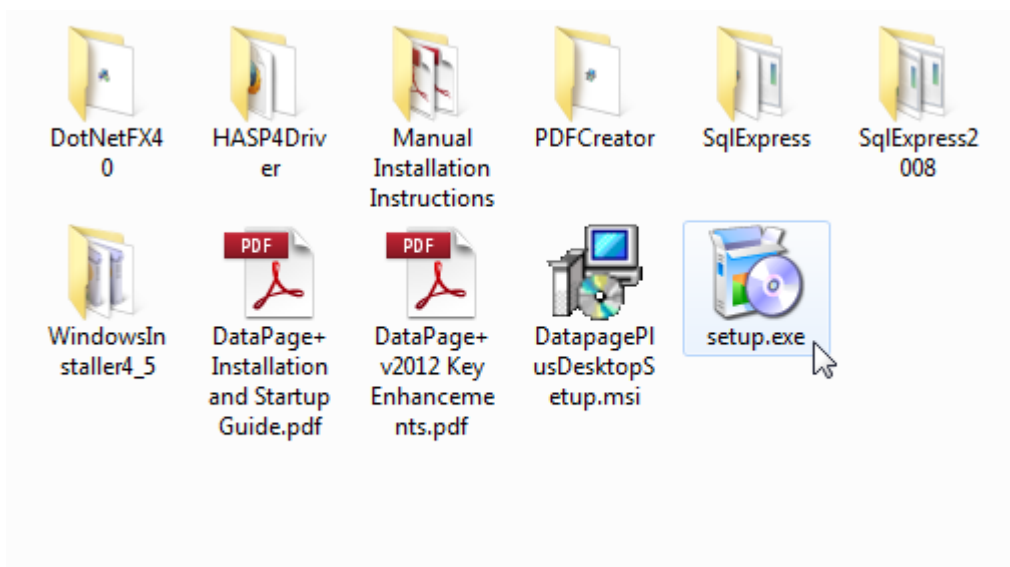 DotNetFX4
0
HASP4Driv
er
Manual
Installation
Instructions
PDFCreator
SqlExpress
SqlExpress2
008
WindowsIn
staller4_5
PDF
DataPage+
Installation
and Startup
Guide.pdf
PDF
DataPage+
v2012 Key
Enhanceme
nts.pdf
DatapagePl
usDesktopS
etup.msi
setup.exe